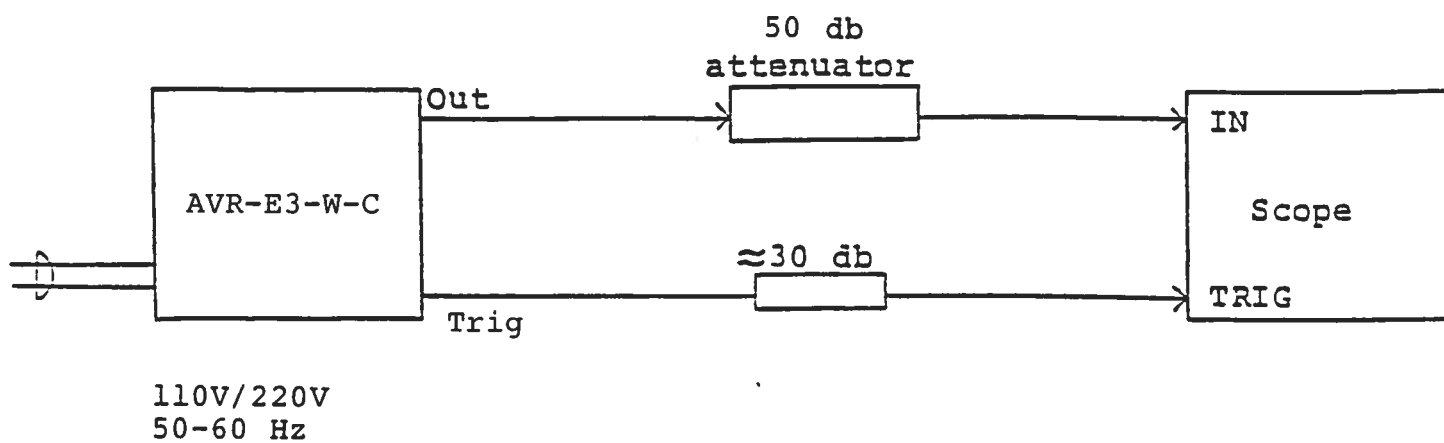 50 db
attenuator
Out
IN
AVR-E3-W-C
Scope
≈30 db
TRIG
Trig
110V/220V
50-60 Hz